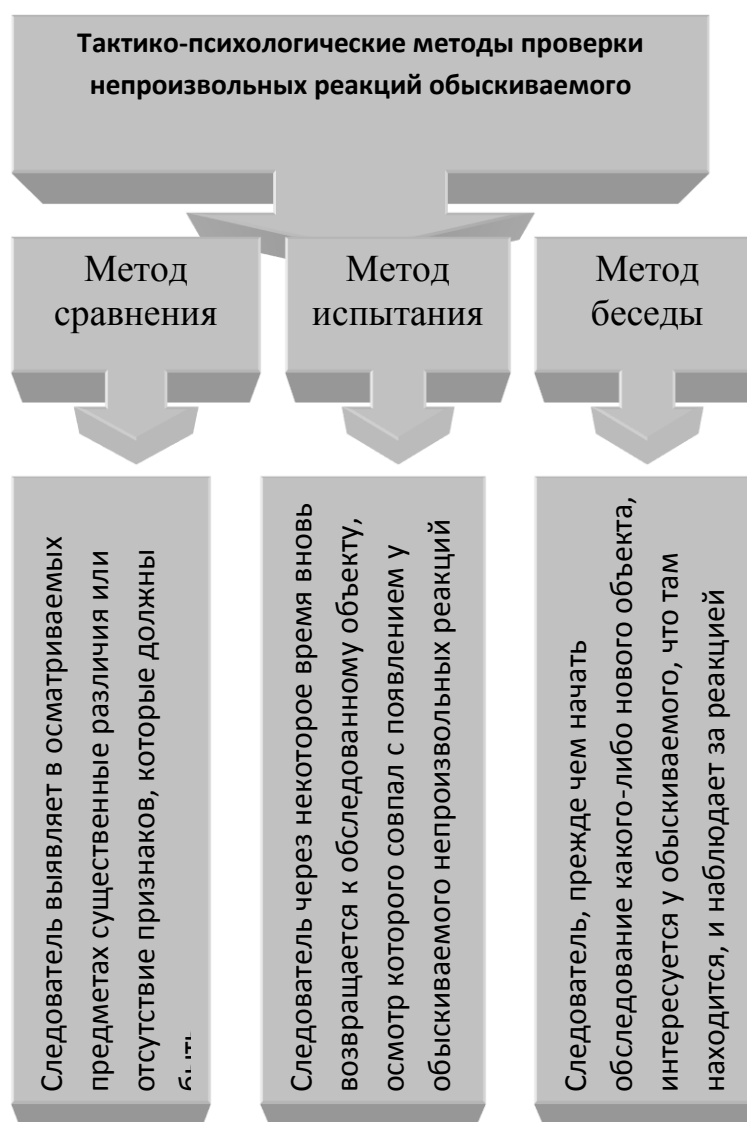 Тактико-психологические методы проверки
непроизвольных реакций обыскиваемого
Метод
сравнения
Метод
испытания
Метод
беседы
Следователь выявляет в осматриваемых
предметах существенные различия или
отсутствие признаков, которые должны
быть
Следователь через некоторое время вновь
возвращается к обследованному объекту,
осмотр которого совпал с появлением у
обыскиваемого непроизвольных реакций
Следователь, прежде чем начать
обследование какого-либо нового объекта,
интересуется у обыскиваемого, что там
находится, и наблюдает за реакцией